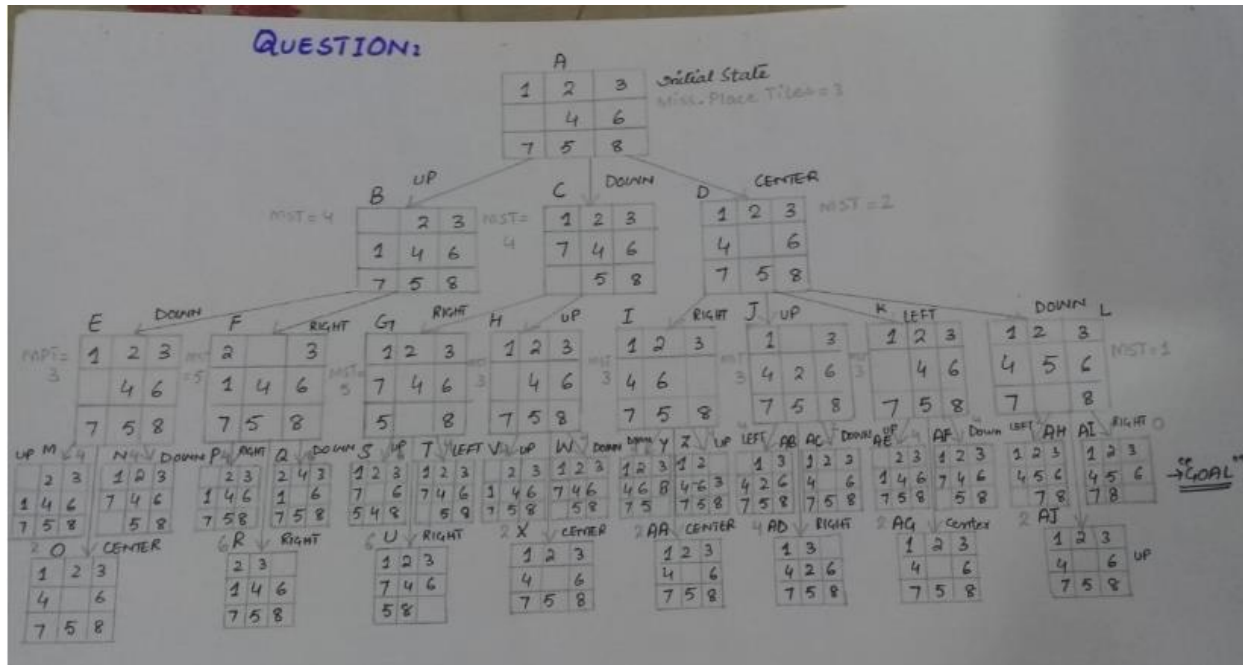 QUESTION:
A
1 2 3 Initial State
4 6 Miss. Place Tiles = 3
7 5 8
UP DOWN CENTER
B C D
MST = 4 2 3 MST = 4 1 2 3 1 2 3 MST = 2
1 4 6 7 4 6 4 6
7 5 8 5 8 7 5 8
E DOWN F RIGHT G RIGHT H UP I RIGHT J UP K LEFT DOWN L
1 2 3 2 3 1 2 3 1 2 3 1 2 3 1 3 1 2 3 1 2 3 MST = 1
4 6 1 4 6 7 4 6 4 6 4 6 4 2 6 4 6 4 5 6
7 5 8 7 5 8 5 8 7 5 8 7 5 8 7 5 8 7 5 8 7 8
UP M 4 N 4 DOWN P 4 RIGHT Q DOWN S UP T LEFT V UP W DOWN DOWN Y Z UP LEFT AB AC DOWN UP AE 4 AF Down LEFT AH AI RIGHT 0
2 3 1 2 3 2 3 2 4 3 1 2 3 1 2 3 2 3 1 2 3 1 2 3 1 2 1 3 1 2 3 2 3 1 2 3 1 2 3 1 2 3
1 4 6 7 4 6 1 4 6 1 6 7 6 7 4 6 1 4 6 7 4 6 4 6 8 4 6 3 4 2 6 4 6 1 4 6 7 4 6 4 5 6 4 5 6 → "GOAL"
7 5 8 5 8 7 5 8 7 5 8 5 4 8 5 8 7 5 8 5 8 7 5 7 5 8 7 5 8 7 5 8 7 5 8 5 8 7 8 7 8
2 O CENTER 6 R RIGHT 6 U RIGHT 2 X CENTER 2 AA CENTER 4 AD RIGHT 2 AG Center 2 AJ
1 2 3 2 3 1 2 3 1 2 3 1 2 3 1 3 1 2 3 1 2 3 UP
4 6 1 4 6 7 4 6 4 6 4 6 4 2 6 4 6 4 6
7 5 8 7 5 8 5 8 7 5 8 7 5 8 7 5 8 7 5 8 7 5 8